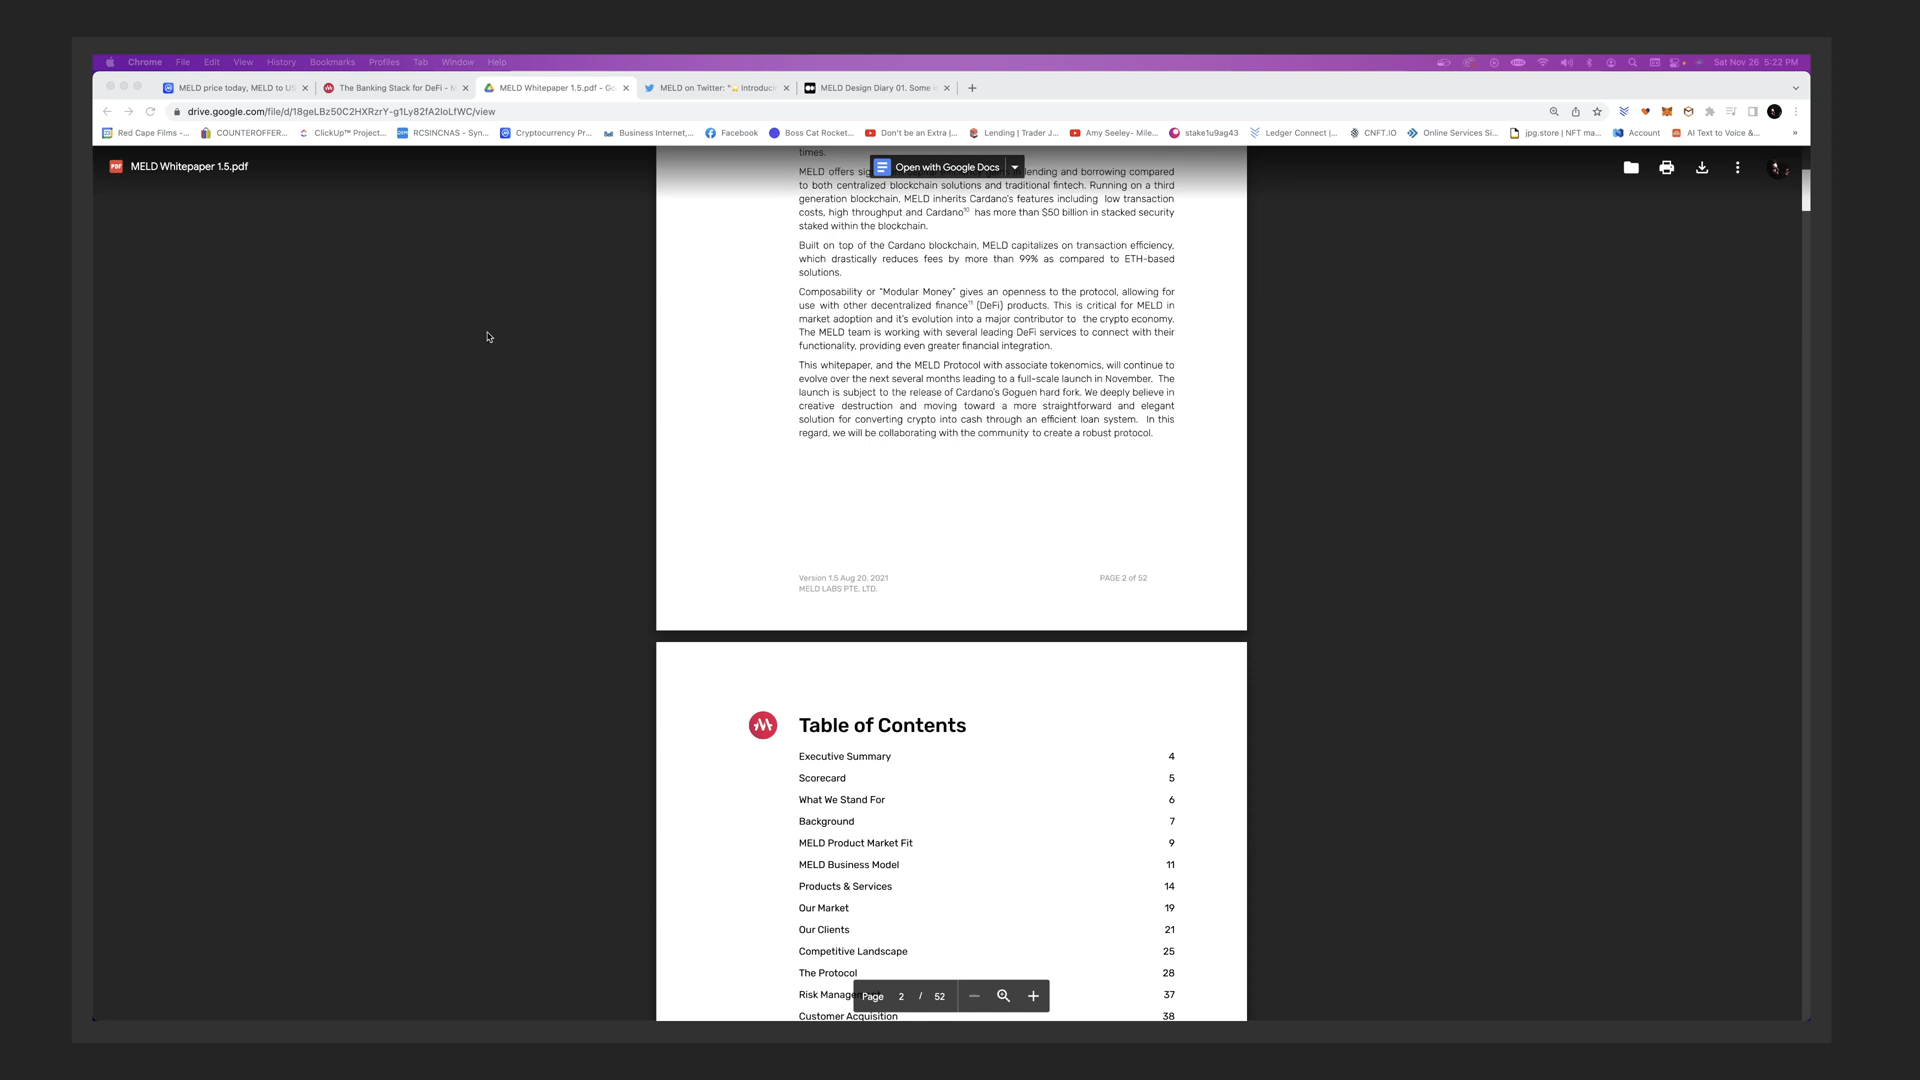 Chrome File Edit View History Bookmarks Profiles Tab Window Help Sat Nov 26 5:22 PM
MELD price today, MELD to U The Banking Stack for DeFi - M MELD Whitepaper 1.5.pdf - Go MELD on Twitter: " Introducin MELD Design Diary 01. Some i
drive.google.com/file/d/18geLBz50C2HXRzrY-g1Ly82fA2IoLfWC/view
Red Cape Films -... COUNTEROFFER... ClickUp™ Project... RCSINCNAS - Syn... Cryptocurrency Pr... Business Internet,... Facebook Boss Cat Rocket... Don't be an Extra |... Lending | Trader J... Amy Seeley- Mile... stake1u9ag43 Ledger Connect |... CNFT.IO Online Services Si... jpg.store | NFT ma... Account AI Text to Voice &... »
PDF MELD Whitepaper 1.5.pdf
Open with Google Docs
times.
MELD offers lending and borrowing compared
to both centralized blockchain solutions and traditional fintech. Running on a third
generation blockchain, MELD inherits Cardano's features including low transaction
costs, high throughput and Cardano¹⁰ has more than $50 billion in stacked security
staked within the blockchain.
Built on top of the Cardano blockchain, MELD capitalizes on transaction efficiency,
which drastically reduces fees by more than 99% as compared to ETH-based
solutions.
Composability or "Modular Money" gives an openness to the protocol, allowing for
use with other decentralized finance¹¹ (DeFi) products. This is critical for MELD in
market adoption and it's evolution into a major contributor to the crypto economy.
The MELD team is working with several leading DeFi services to connect with their
functionality, providing even greater financial integration.
This whitepaper, and the MELD Protocol with associate tokenomics, will continue to
evolve over the next several months leading to a full-scale launch in November. The
launch is subject to the release of Cardano's Goguen hard fork. We deeply believe in
creative destruction and moving toward a more straightforward and elegant
solution for converting crypto into cash through an efficient loan system. In this
regard, we will be collaborating with the community to create a robust protocol.
Version 1.5 Aug 20, 2021 PAGE 2 of 52
MELD LABS PTE. LTD.
Table of Contents
Executive Summary 4
Scorecard 5
What We Stand For 6
Background 7
MELD Product Market Fit 9
MELD Business Model 11
Products & Services 14
Our Market 19
Our Clients 21
Competitive Landscape 25
The Protocol 28
Risk 37
Page 2 / 52
Customer Acquisition 38